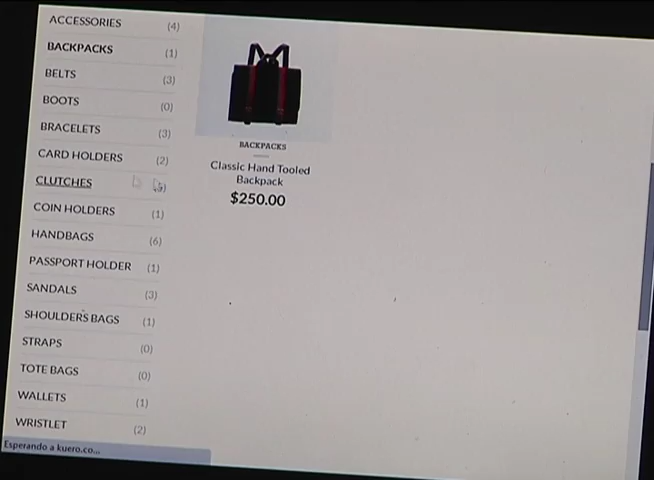 ACCESSORIES (4)
BACKPACKS (1)
BELTS (3)
BOOTS (0)
BRACELETS (3)
CARD HOLDERS (2)
CLUTCHES
COIN HOLDERS (1)
HANDBAGS (6)
PASSPORT HOLDER (1)
SANDALS (3)
SHOULDERS BAGS (1)
STRAPS (0)
TOTE BAGS (0)
WALLETS (1)
WRISTLET (2)
BACKPACKS
Classic Hand Tooled
Backpack
$250.00
Esperando a kuero.co...